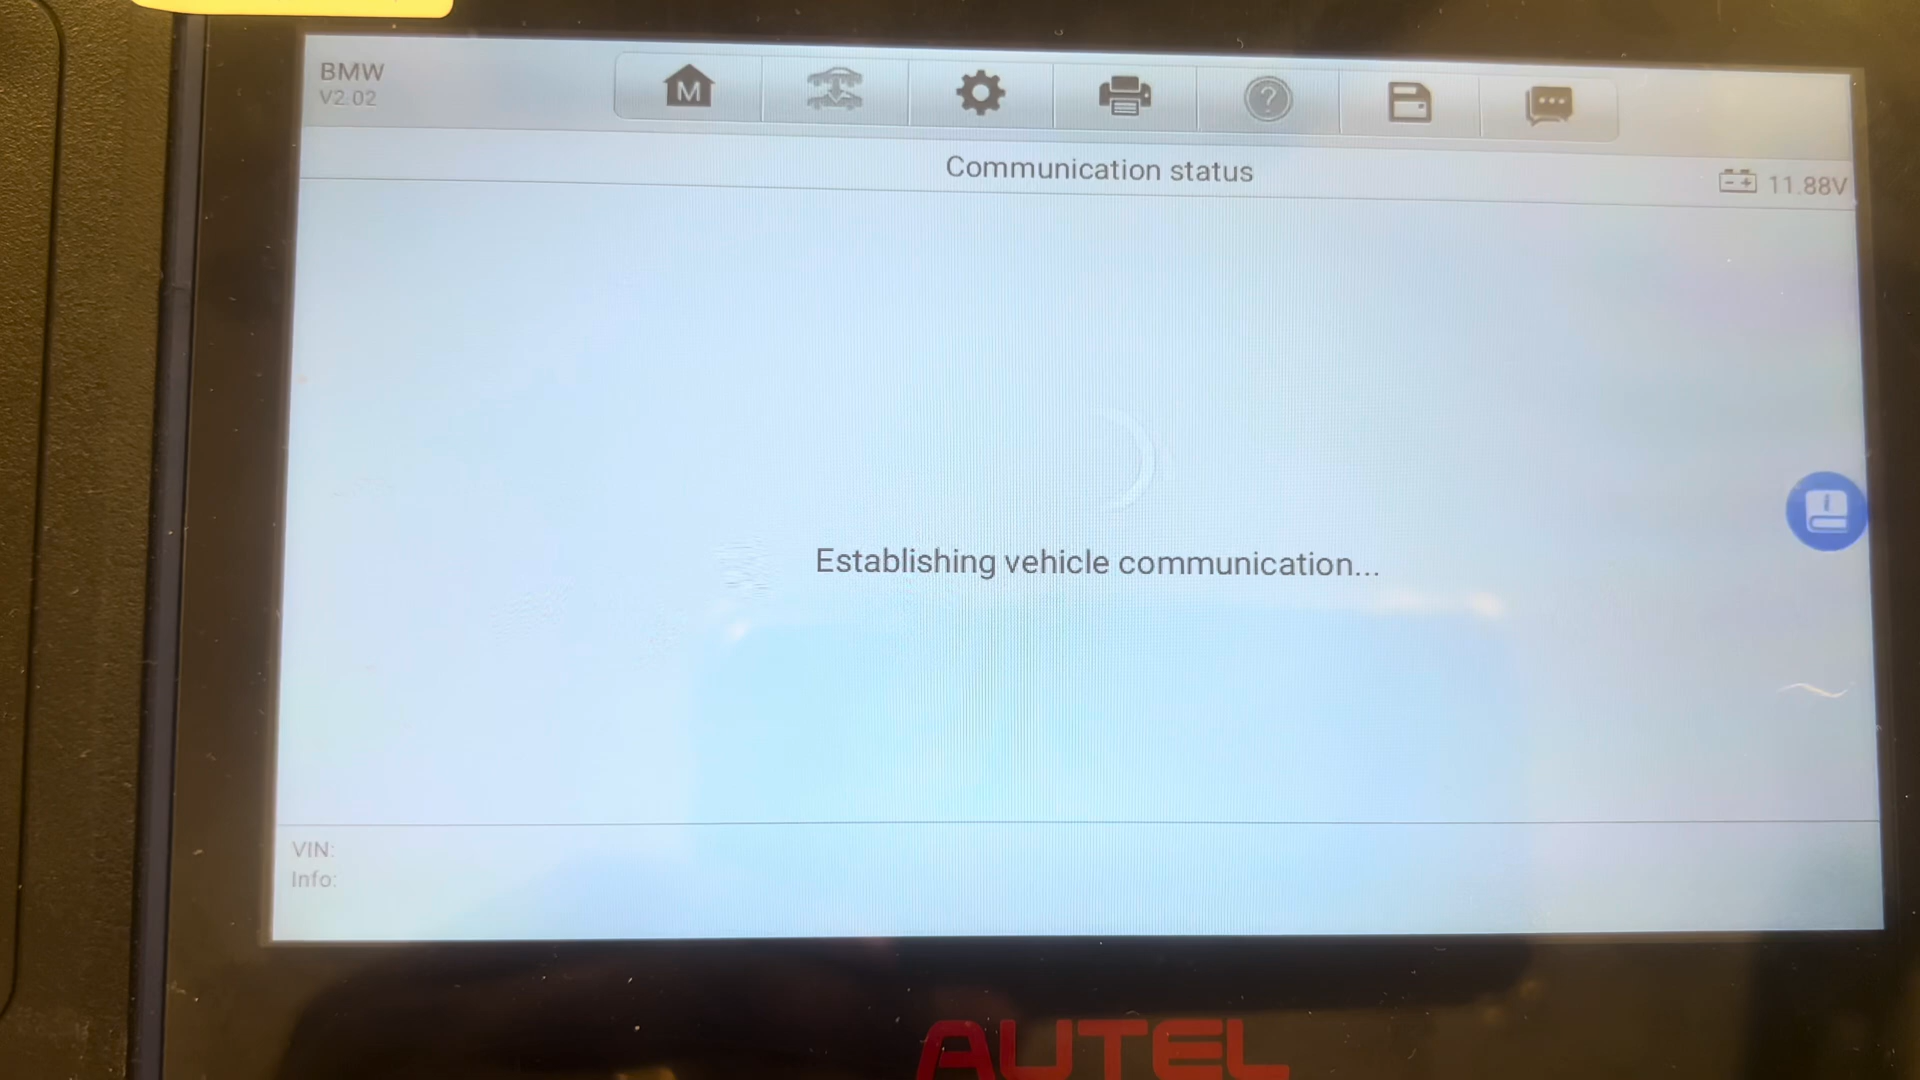 BMW
V2.02
M
?
Communication status
11.88V
Establishing vehicle communication...
VIN:
Info:
AUTEL